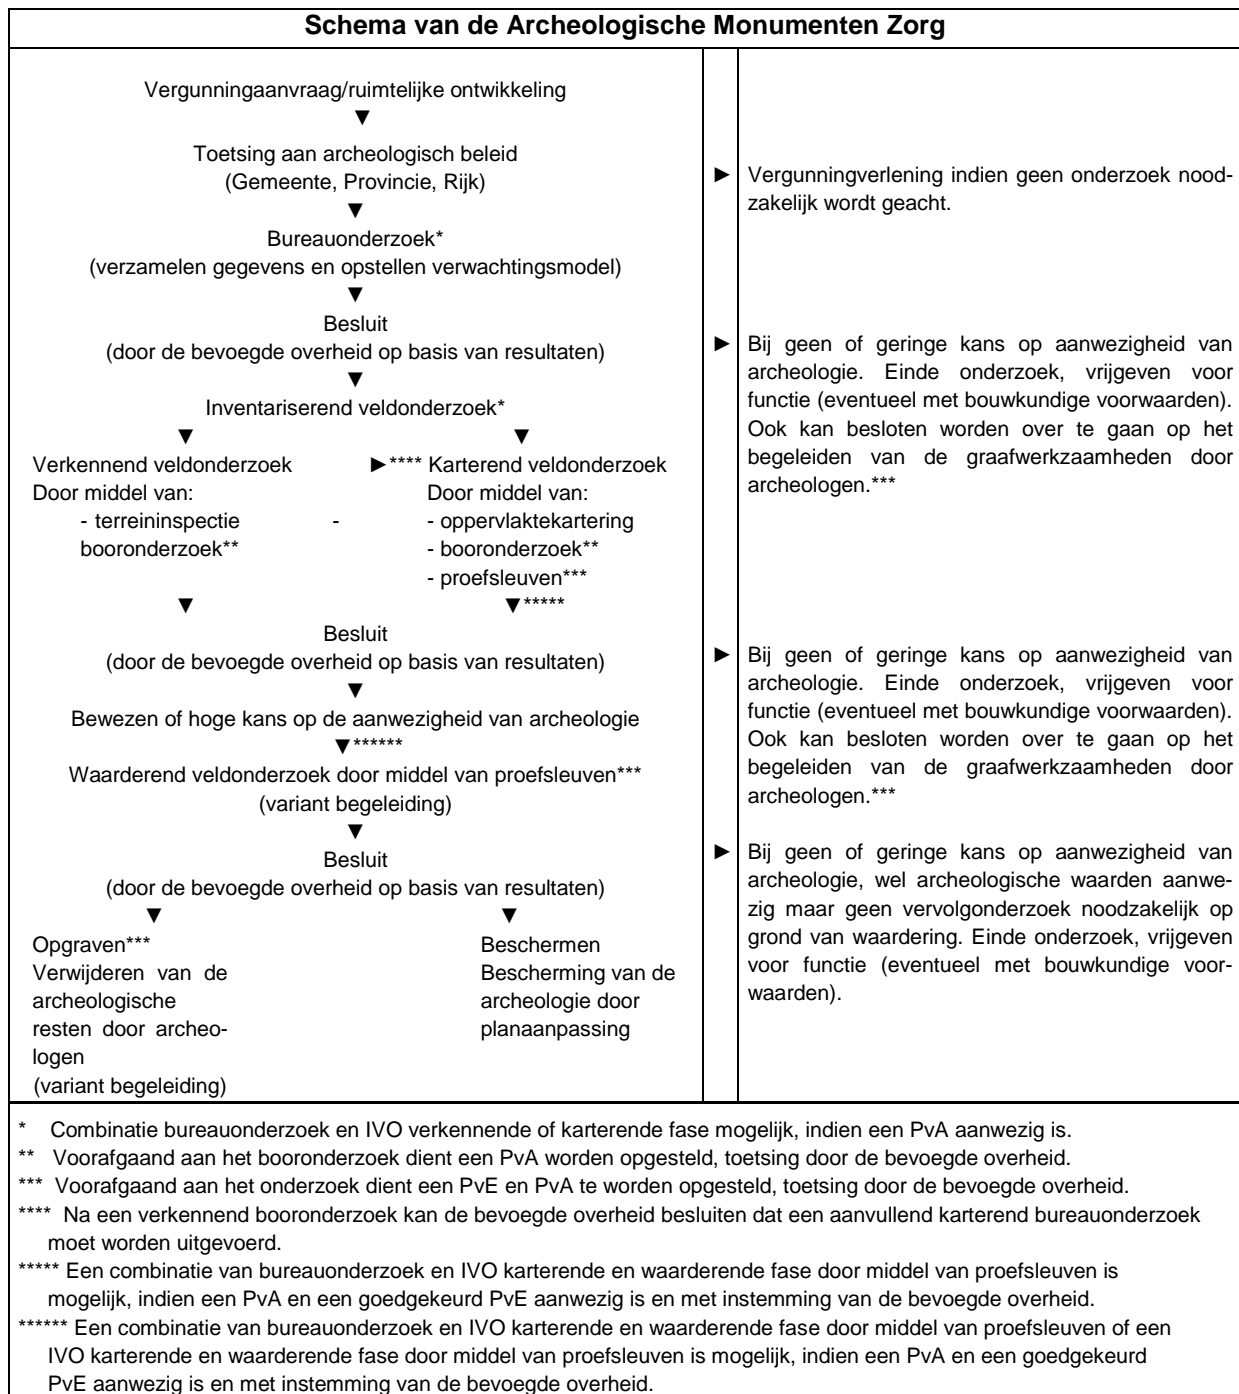 Schema van de Archeologische Monumenten Zorg
Vergunningaanvraag/ruimtelijke ontwikkeling
▼
Toetsing aan archeologisch beleid
(Gemeente, Provincie, Rijk)
▼
Bureauonderzoek*
(verzamelen gegevens en opstellen verwachtingsmodel)
▼
Besluit
(door de bevoegde overheid op basis van resultaten)
▼
Inventariserend veldonderzoek*
▼ ▼
Verkennend veldonderzoek ►**** Karterend veldonderzoek
Door middel van: Door middel van:
- terreininspectie - - oppervlaktekartering
booronderzoek** - booronderzoek**
- proefsleuven***
▼ ▼*****
Besluit
(door de bevoegde overheid op basis van resultaten)
▼
Bewezen of hoge kans op de aanwezigheid van archeologie
▼******
Waarderend veldonderzoek door middel van proefsleuven***
(variant begeleiding)
▼
Besluit
(door de bevoegde overheid op basis van resultaten)
▼ ▼
Opgraven*** Beschermen
Verwijderen van de Bescherming van de
archeologische archeologie door
resten door archeo- planaanpassing
logen
(variant begeleiding)
► Vergunningverlening indien geen onderzoek nood-
zakelijk wordt geacht.
► Bij geen of geringe kans op aanwezigheid van
archeologie. Einde onderzoek, vrijgeven voor
functie (eventueel met bouwkundige voorwaarden).
Ook kan besloten worden over te gaan op het
begeleiden van de graafwerkzaamheden door
archeologen.***
► Bij geen of geringe kans op aanwezigheid van
archeologie. Einde onderzoek, vrijgeven voor
functie (eventueel met bouwkundige voorwaarden).
Ook kan besloten worden over te gaan op het
begeleiden van de graafwerkzaamheden door
archeologen.***
► Bij geen of geringe kans op aanwezigheid van
archeologie, wel archeologische waarden aanwe-
zig maar geen vervolgonderzoek noodzakelijk op
grond van waardering. Einde onderzoek, vrijgeven
voor functie (eventueel met bouwkundige voor-
waarden).
* Combinatie bureauonderzoek en IVO verkennende of karterende fase mogelijk, indien een PvA aanwezig is.
** Voorafgaand aan het booronderzoek dient een PvA worden opgesteld, toetsing door de bevoegde overheid.
*** Voorafgaand aan het onderzoek dient een PvE en PvA te worden opgesteld, toetsing door de bevoegde overheid.
**** Na een verkennend booronderzoek kan de bevoegde overheid besluiten dat een aanvullend karterend bureauonderzoek
moet worden uitgevoerd.
***** Een combinatie van bureauonderzoek en IVO karterende en waarderende fase door middel van proefsleuven is
mogelijk, indien een PvA en een goedgekeurd PvE aanwezig is en met instemming van de bevoegde overheid.
****** Een combinatie van bureauonderzoek en IVO karterende en waarderende fase door middel van proefsleuven of een
IVO karterende en waarderende fase door middel van proefsleuven is mogelijk, indien een PvA en een goedgekeurd
PvE aanwezig is en met instemming van de bevoegde overheid.